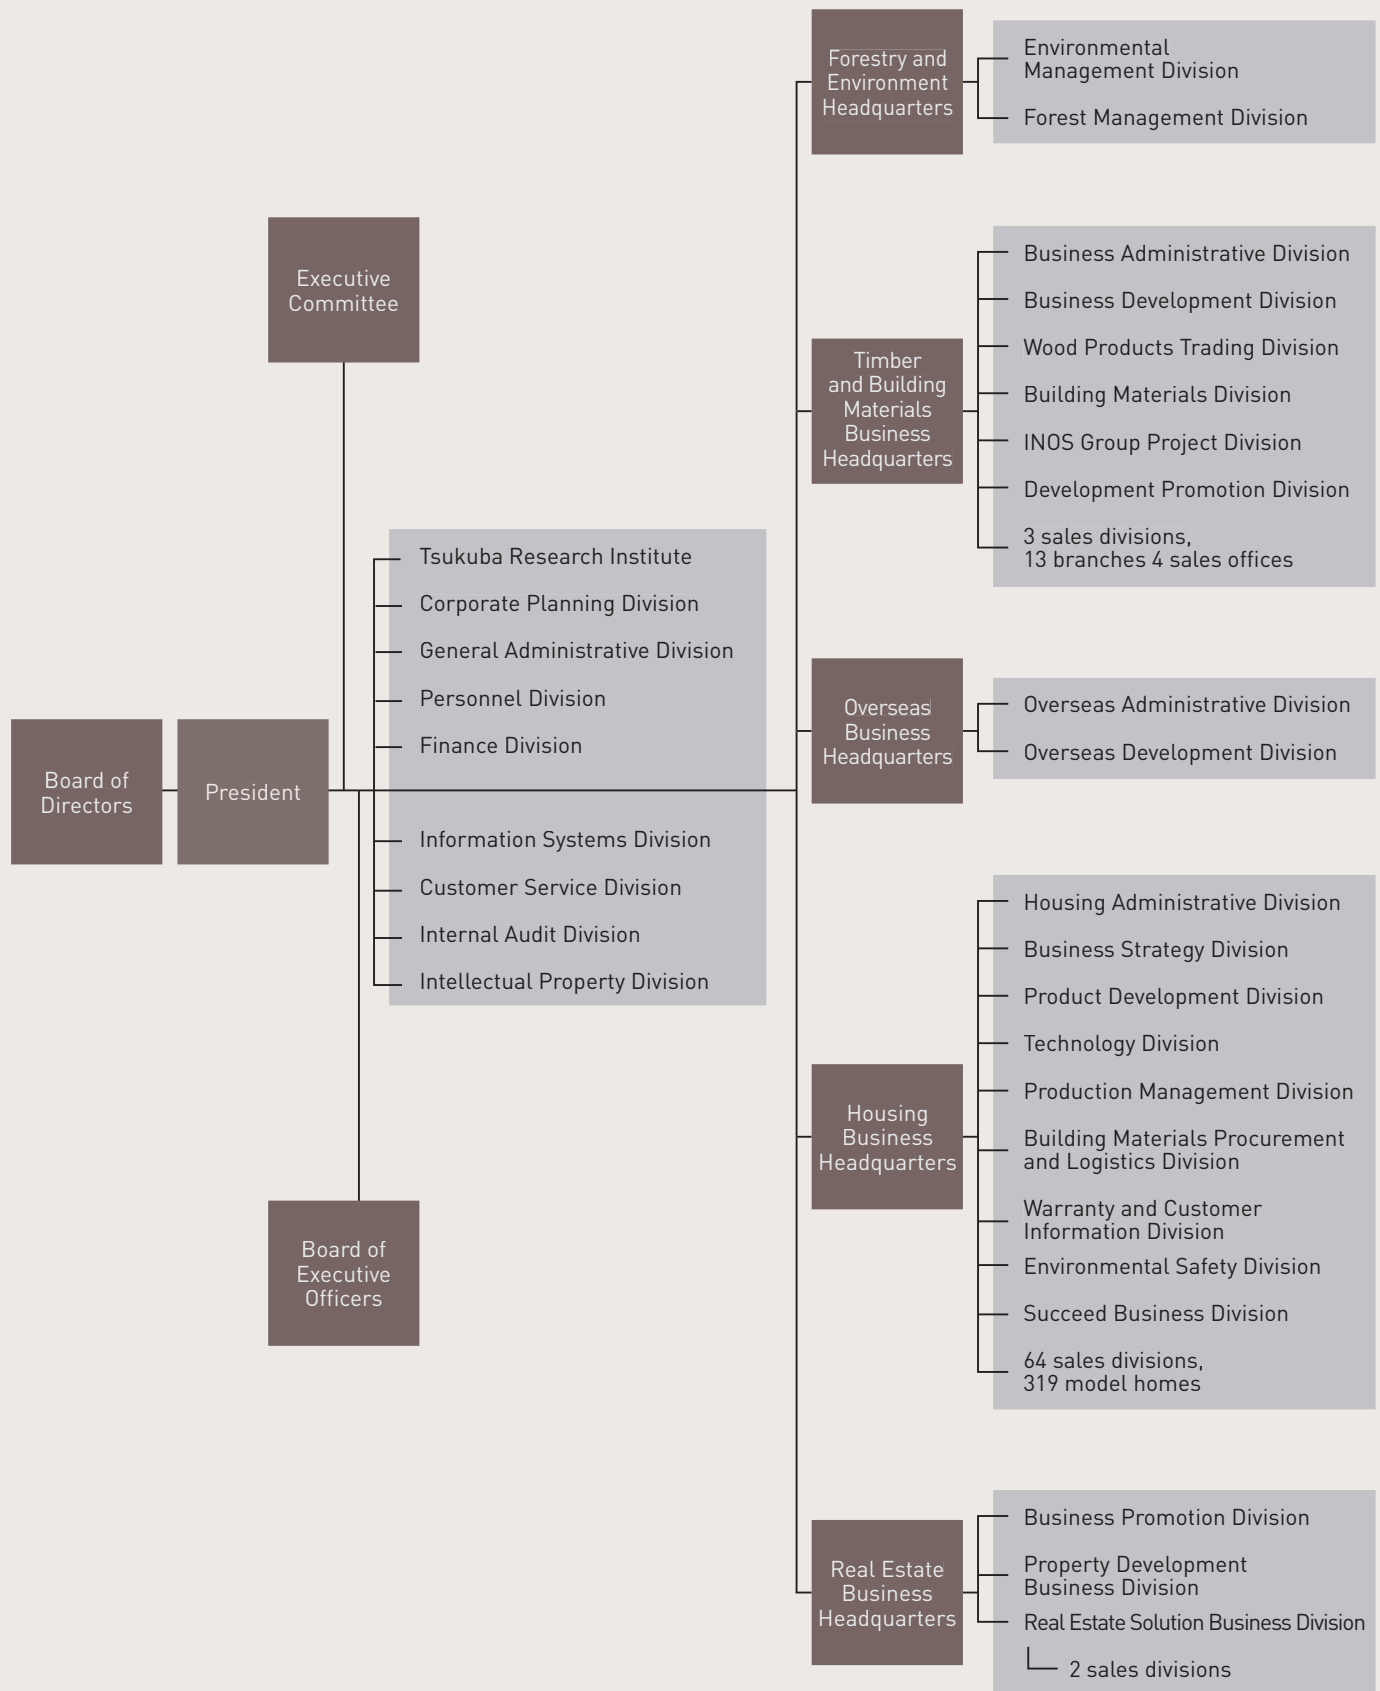 Board of
Directors
President
Executive
Committee
Board of
Executive
Officers
Tsukuba Research Institute
Corporate Planning Division
General Administrative Division
Personnel Division
Finance Division
Information Systems Division
Customer Service Division
Internal Audit Division
Intellectual Property Division
Forestry and
Environment
Headquarters
Environmental
Management Division
Forest Management Division
Timber
and Building
Materials
Business
Headquarters
Business Administrative Division
Business Development Division
Wood Products Trading Division
Building Materials Division
INOS Group Project Division
Development Promotion Division
3 sales divisions,
13 branches 4 sales offices
Overseas
Business
Headquarters
Overseas Administrative Division
Overseas Development Division
Housing
Business
Headquarters
Housing Administrative Division
Business Strategy Division
Product Development Division
Technology Division
Production Management Division
Building Materials Procurement
and Logistics Division
Warranty and Customer
Information Division
Environmental Safety Division
Succeed Business Division
64 sales divisions,
319 model homes
Real Estate
Business
Headquarters
Business Promotion Division
Property Development
Business Division
Real Estate Solution Business Division
2 sales divisions